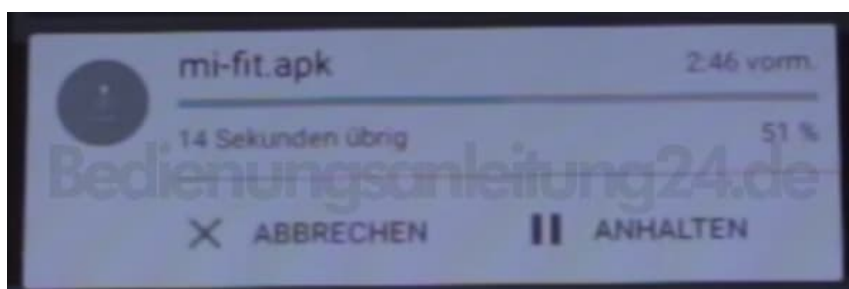 mi-fit.apk 2:46 vorm.
14 Sekunden übrig 51 %
Bedienungsanleitung24.de
ABBRECHEN ANHALTEN